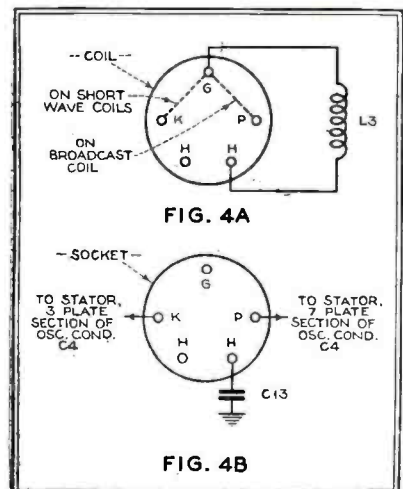 -- COIL --
G
ON SHORT
WAVE COILS
K
P
L3
ON
BROADCAST
COIL
H
H
FIG. 4A
-SOCKET-
G
TO STATOR,
3 PLATE
SECTION OF
OSC. COND.
C4
K
P
TO STATOR,
7 PLATE
SECTION OF
OSC. COND.
C4
H
H
C13
FIG. 4B